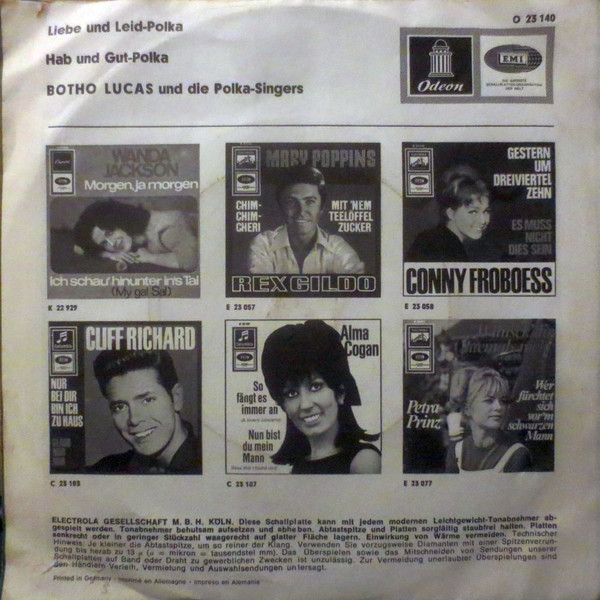 Liebe und Leid-Polka
Hab und Gut-Polka
BOTHO LUCAS und die Polka-Singers
O 23 140
Odeon
EMI
WANDA
JACKSON
Morgen, ja morgen
Ich schau' hinunter ins Tal
(My gal Sal)
K 22 929
MARY POPPINS
CHIM-
CHIM-
CHERI
MIT 'NEM
TEELÖFFEL
ZUCKER
REX GILDO
E 23 057
GESTERN
UM
DREIVIERTEL
ZEHN
ES MUSS
NICHT
DIES SEIN
CONNY FROBOESS
E 23 058
Columbia
CLIFF RICHARD
NUR
BEI DIR
BIN ICH
ZU HAUS
C 23 103
Columbia
Alma
Cogan
So
fängt es
immer an
Nun bist
du mein
Mann
C 23 107
Petra
Prinz
Wer
fürchtet
sich
vor'm
schwarzen
Mann
E 23 077
ELECTROLA GESELLSCHAFT M. B. H. KÖLN. Diese Schallplatte kann mit jedem modernen Leichtgewicht-Tonabnehmer ab-
gespielt werden. Tonabnehmer behutsam aufsetzen und abheben. Abtastspitze und Platten sorgfältig staubfrei halten. Platten
senkrecht oder in geringer Stückzahl waagerecht auf glatter Fläche lagern. Einwirkung von Wärme vermeiden. Technischer
Hinweis: Je kleiner die Abtastspitze, um so reiner der Klang. Verwenden Sie vorzugsweise Diamanten mit einer Spitzenverrun-
dung bis herab zu 13 µ (µ = mikron = tausendstel mm). Das Überspielen sowie das Mitschneiden von Sendungen unserer
Schallplatten auf Band oder Draht zu gewerblichen Zwecken ist unzulässig. Zur Vermeidung unerlaubter Überspielungen sind
den Händlern Verleih, Vermietung und Auswahlsendungen untersagt.
Printed in Germany - Imprimé en Allemagne - Impreso en Alemania